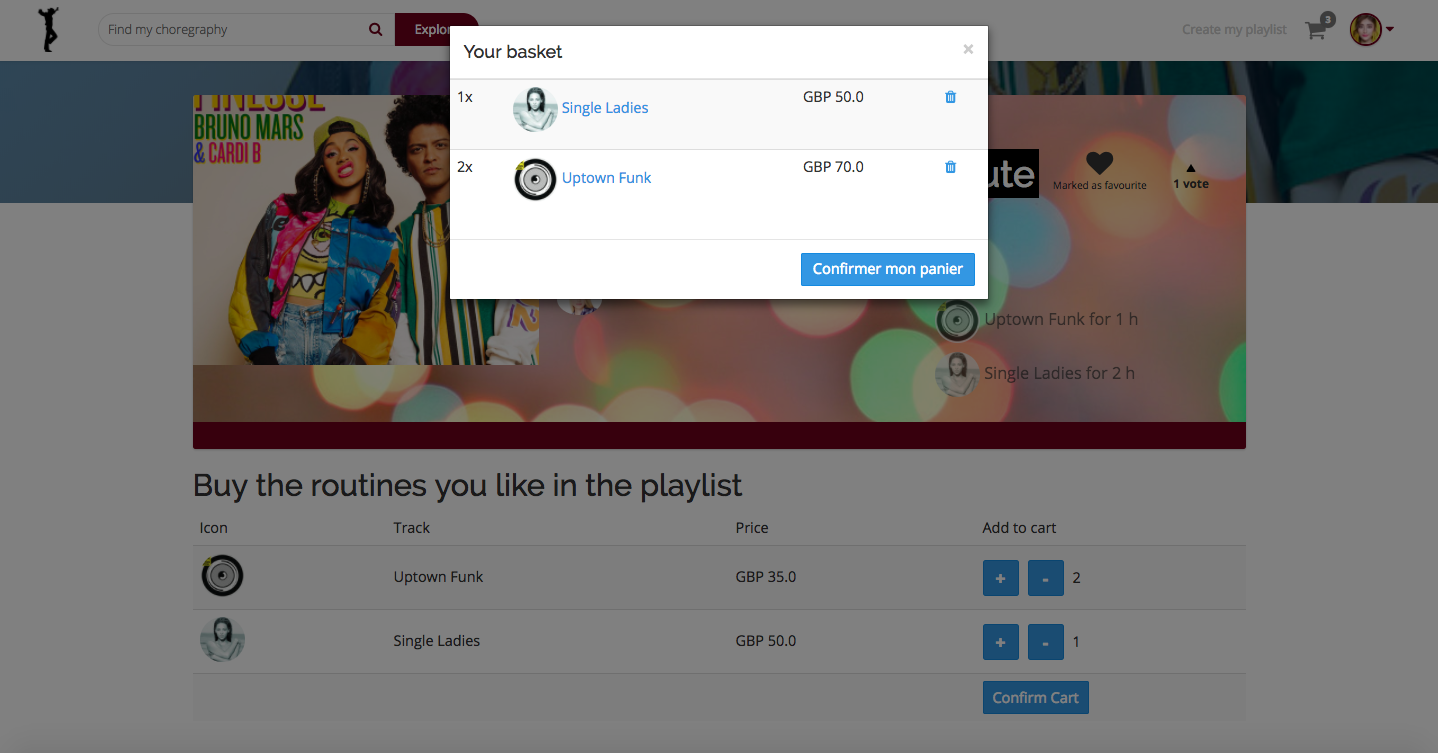 Find my choregraphy
Create my playlist
3
Your basket
×
1x Single Ladies GBP 50.0
2x Uptown Funk GBP 70.0
Confirmer mon panier
BRUNO MARS
& CARDI B
Marked as favourite
1 vote
Uptown Funk for 1 h
Single Ladies for 2 h
Buy the routines you like in the playlist
Icon Track Price Add to cart
Uptown Funk GBP 35.0 + - 2
Single Ladies GBP 50.0 + - 1
Confirm Cart